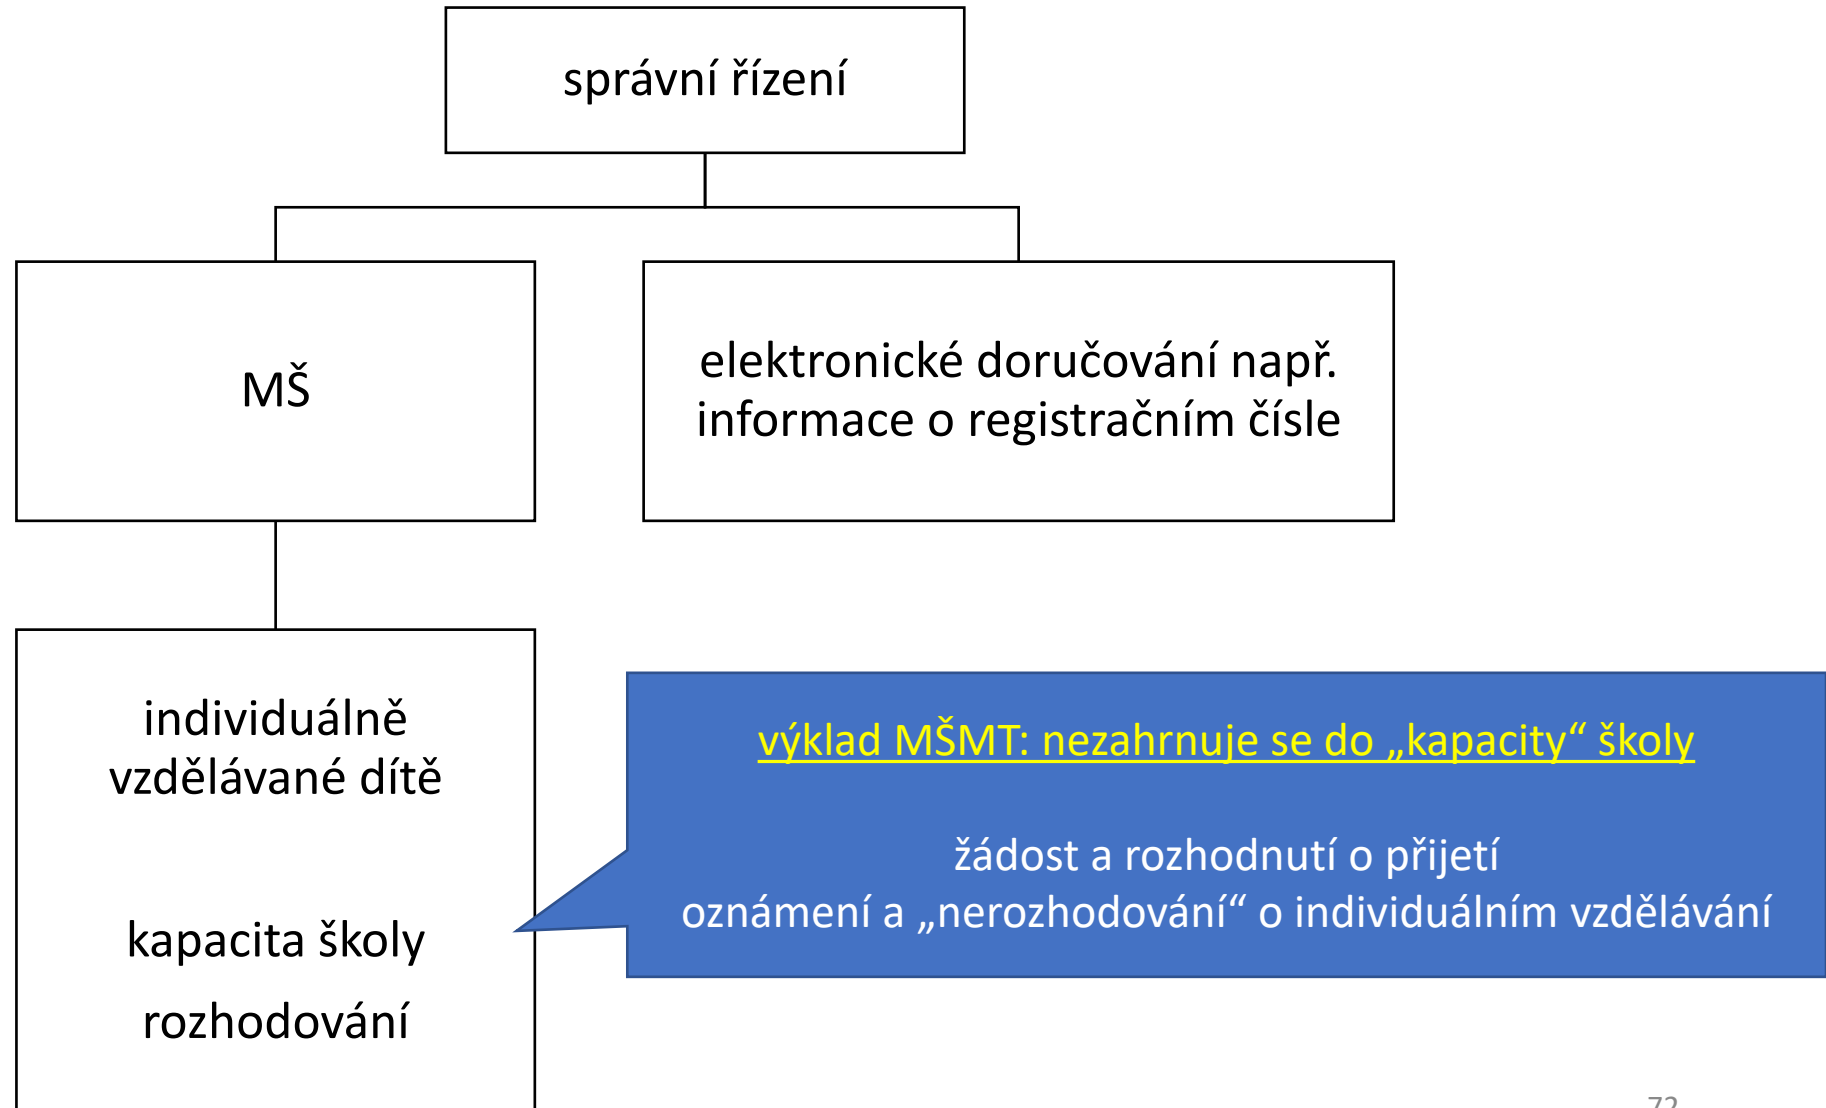 správní řízení
MŠ
elektronické doručování např.
informace o registračním čísle
individuálně
vzdělávané dítě
kapacita školy
rozhodování
výklad MŠMT: nezahrnuje se do „kapacity“ školy
žádost a rozhodnutí o přijetí
oznámení a „nerozhodování“ o individuálním vzdělávání
72